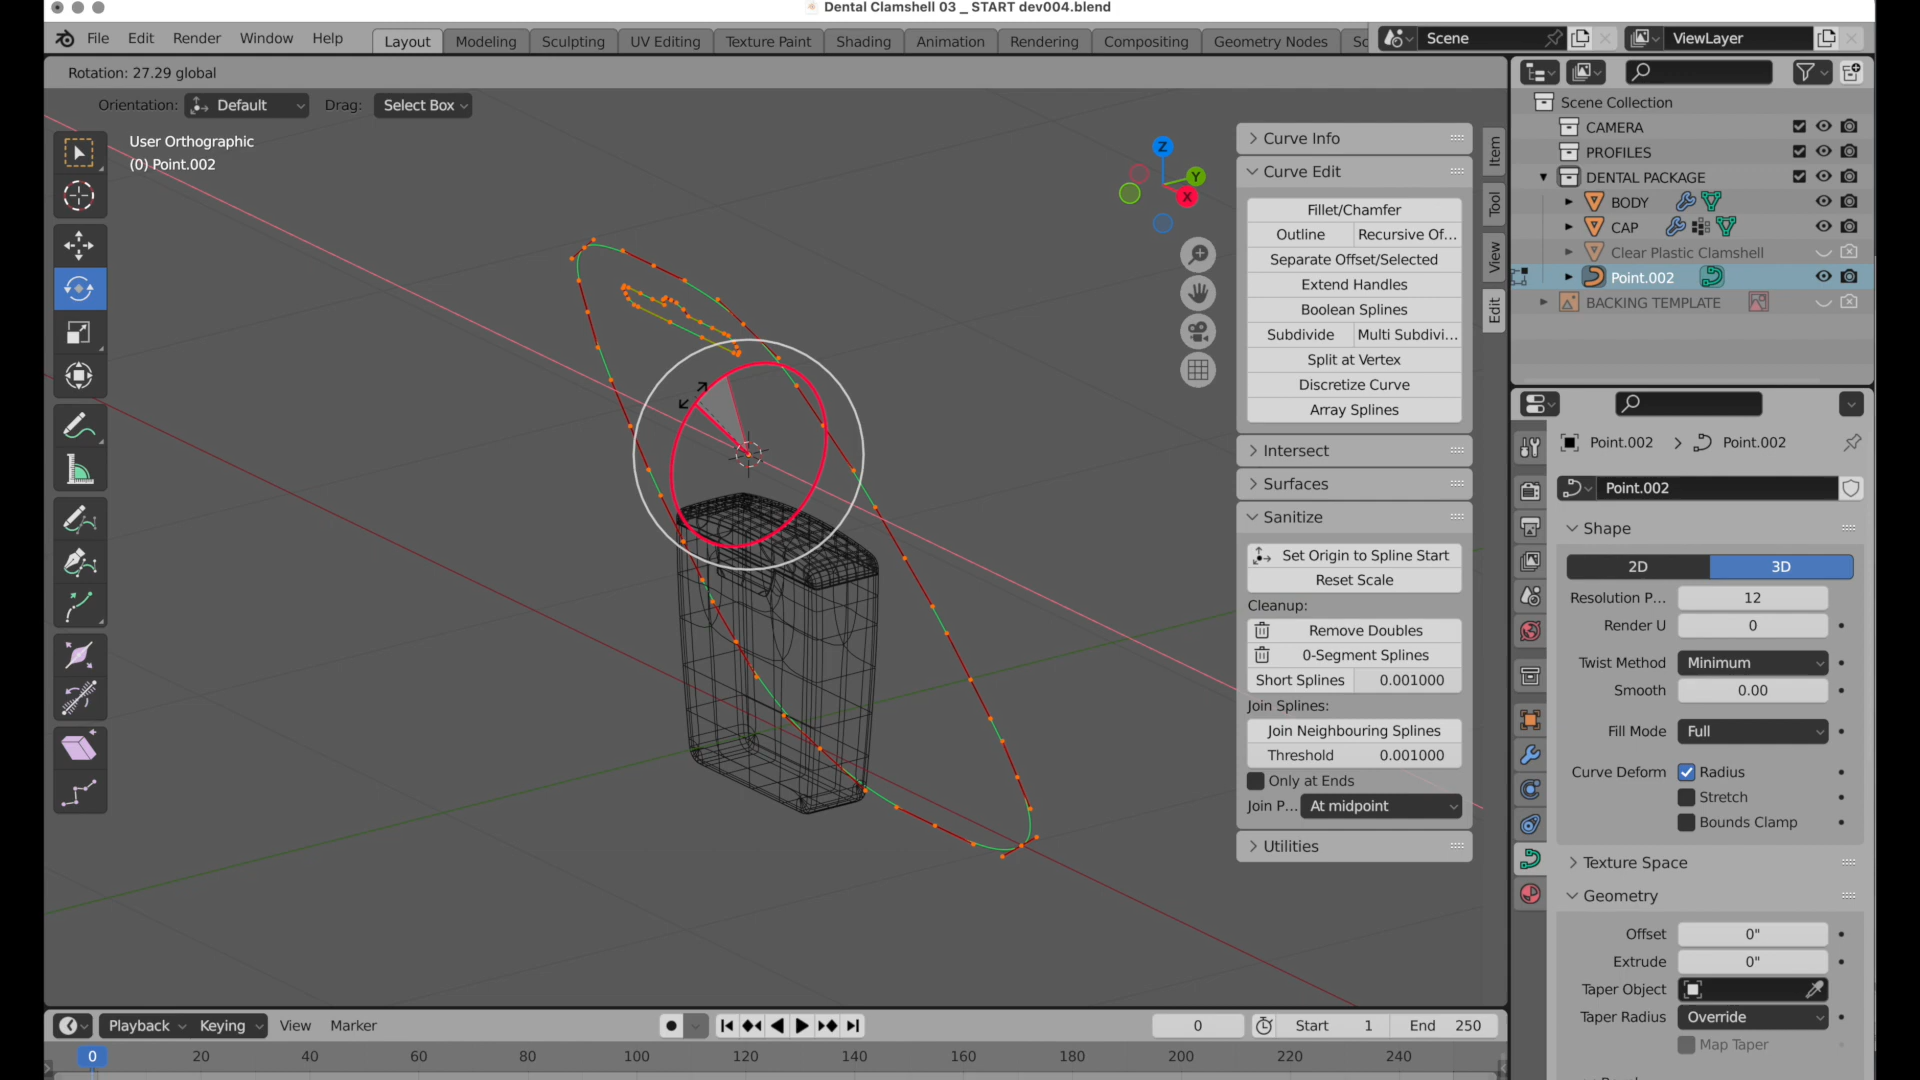 Dental Clamshell 03 _ START dev004.blend
File Edit Render Window Help
Layout Modeling Sculpting UV Editing Texture Paint Shading Animation Rendering Compositing Geometry Nodes Sc
Scene
ViewLayer
Rotation: 27.29 global
Orientation: Default Drag: Select Box
User Orthographic
(0) Point.002
Z
Y
X
Curve Info
Curve Edit
Fillet/Chamfer
Outline Recursive Of...
Separate Offset/Selected
Extend Handles
Boolean Splines
Subdivide Multi Subdivi...
Split at Vertex
Discretize Curve
Array Splines
Intersect
Surfaces
Sanitize
Set Origin to Spline Start
Reset Scale
Cleanup:
Remove Doubles
0-Segment Splines
Short Splines 0.001000
Join Splines:
Join Neighbouring Splines
Threshold 0.001000
Only at Ends
Join P... At midpoint
Utilities
Item
Tool
View
Edit
Scene Collection
CAMERA
PROFILES
DENTAL PACKAGE
BODY
CAP
Clear Plastic Clamshell
Point.002
BACKING TEMPLATE
Point.002 > Point.002
Point.002
Shape
2D 3D
Resolution P... 12
Render U 0
Twist Method Minimum
Smooth 0.00
Fill Mode Full
Curve Deform Radius
Stretch
Bounds Clamp
Texture Space
Geometry
Offset 0"
Extrude 0"
Taper Object
Taper Radius Override
Map Taper
Playback Keying View Marker
0 Start 1 End 250
0 20 40 60 80 100 120 140 160 180 200 220 240